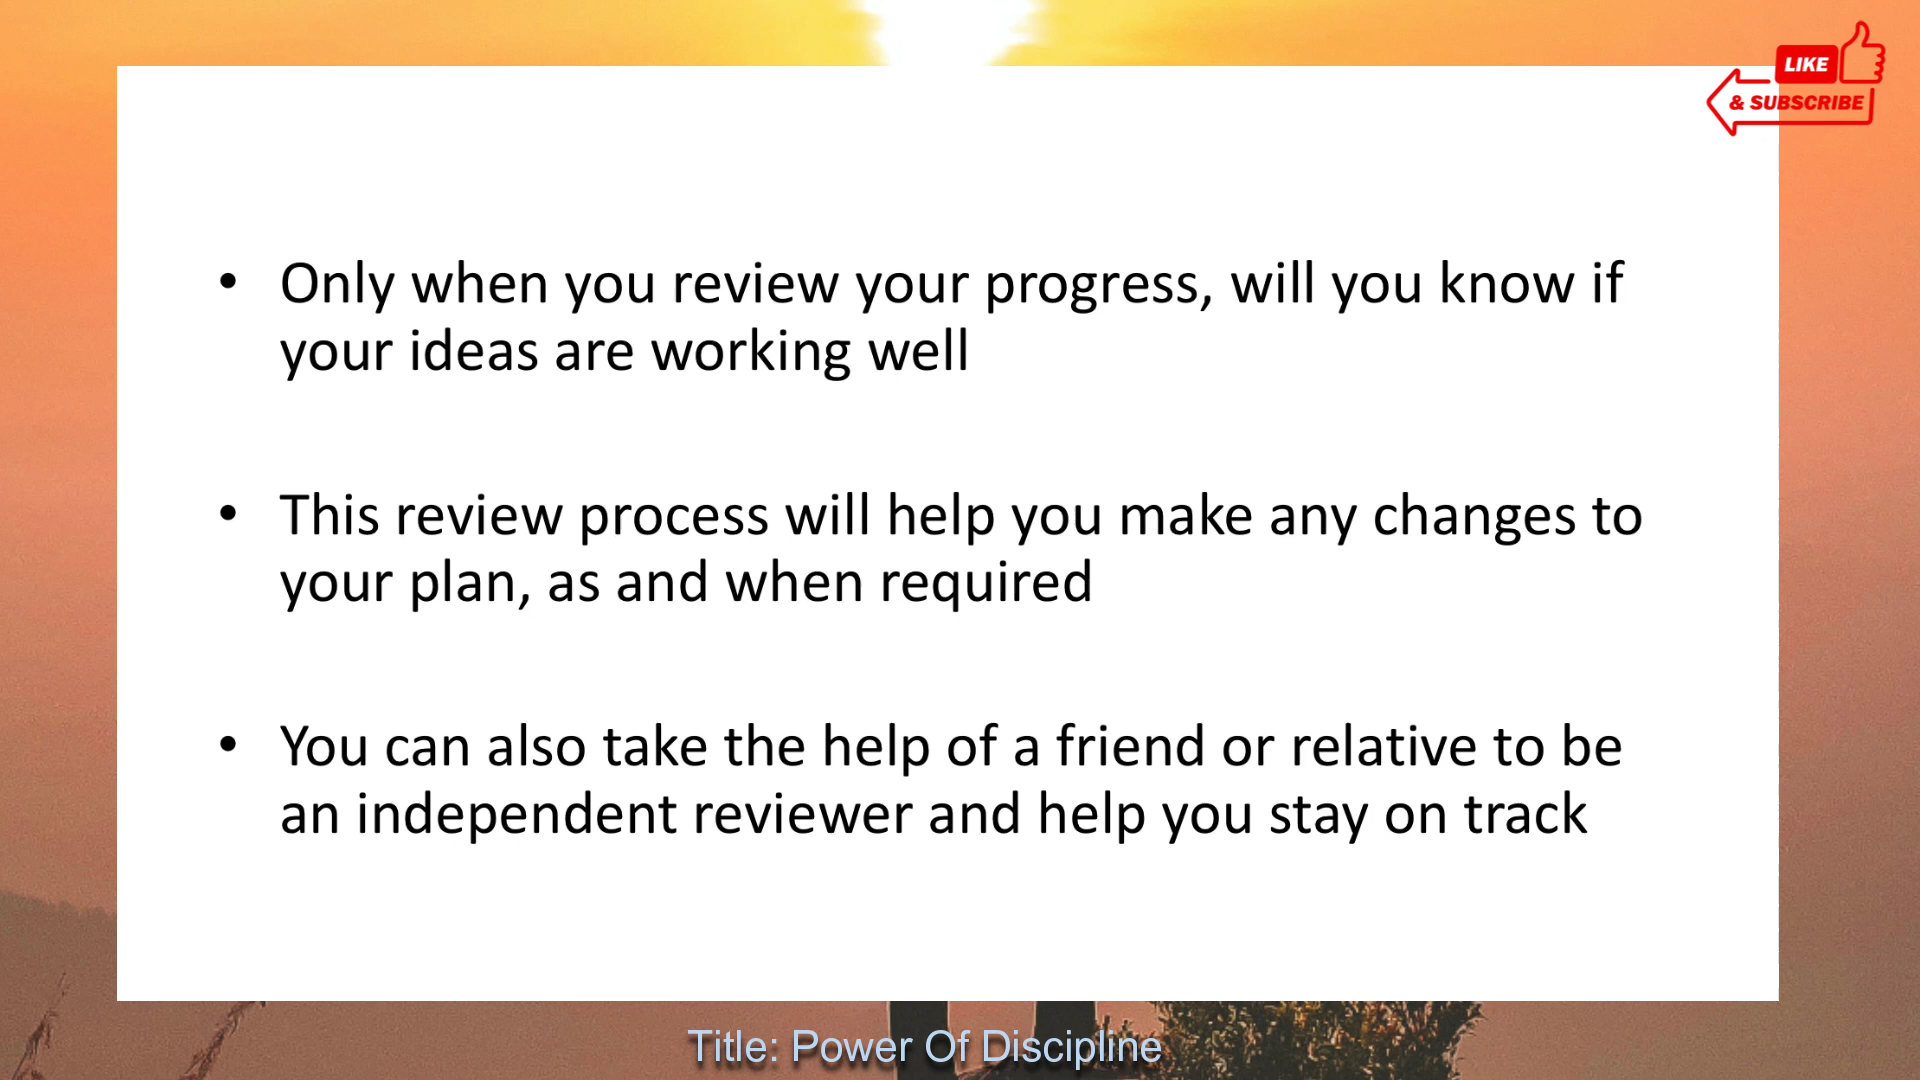 LIKE
& SUBSCRIBE
• Only when you review your progress, will you know if
your ideas are working well
• This review process will help you make any changes to
your plan, as and when required
• You can also take the help of a friend or relative to be
an independent reviewer and help you stay on track
Title: Power Of Discipline